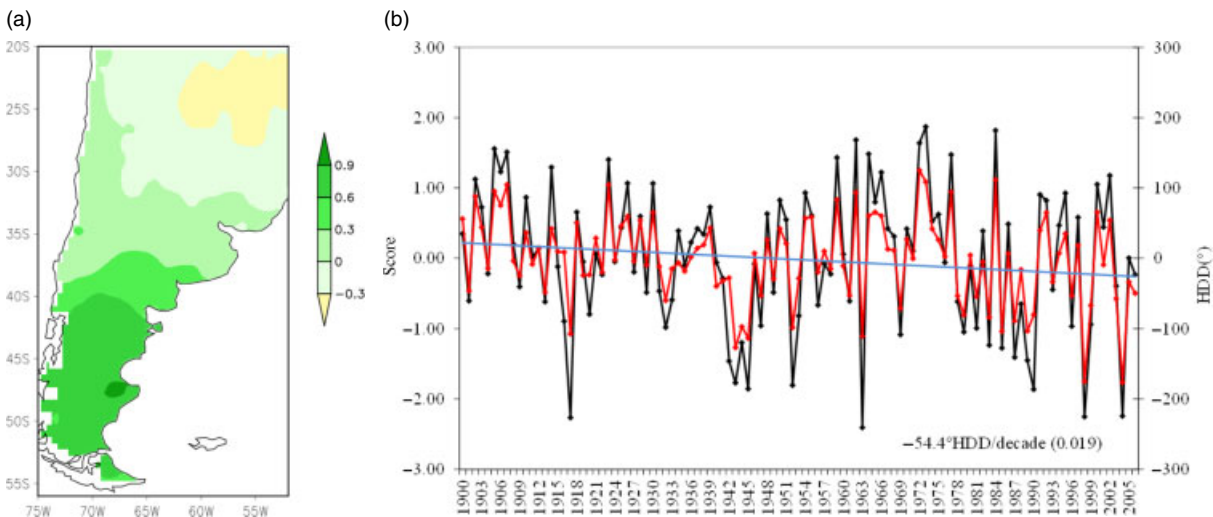 (a)
20S
25S
30S
35S
40S
45S
50S
55S
75W 70W 65W 60W 55W
0.9
0.6
0.3
0
−0.3
(b)
3.00
2.00
1.00
0.00
−1.00
−2.00
−3.00
Score
300
200
100
0
−100
−200
−300
HDD(°)
−54.4°HDD/decade (0.019)
1900 1903 1906 1909 1912 1915 1918 1921 1924 1927 1930 1933 1936 1939 1942 1945 1948 1951 1954 1957 1960 1963 1966 1969 1972 1975 1978 1981 1984 1987 1990 1993 1996 1999 2002 2005